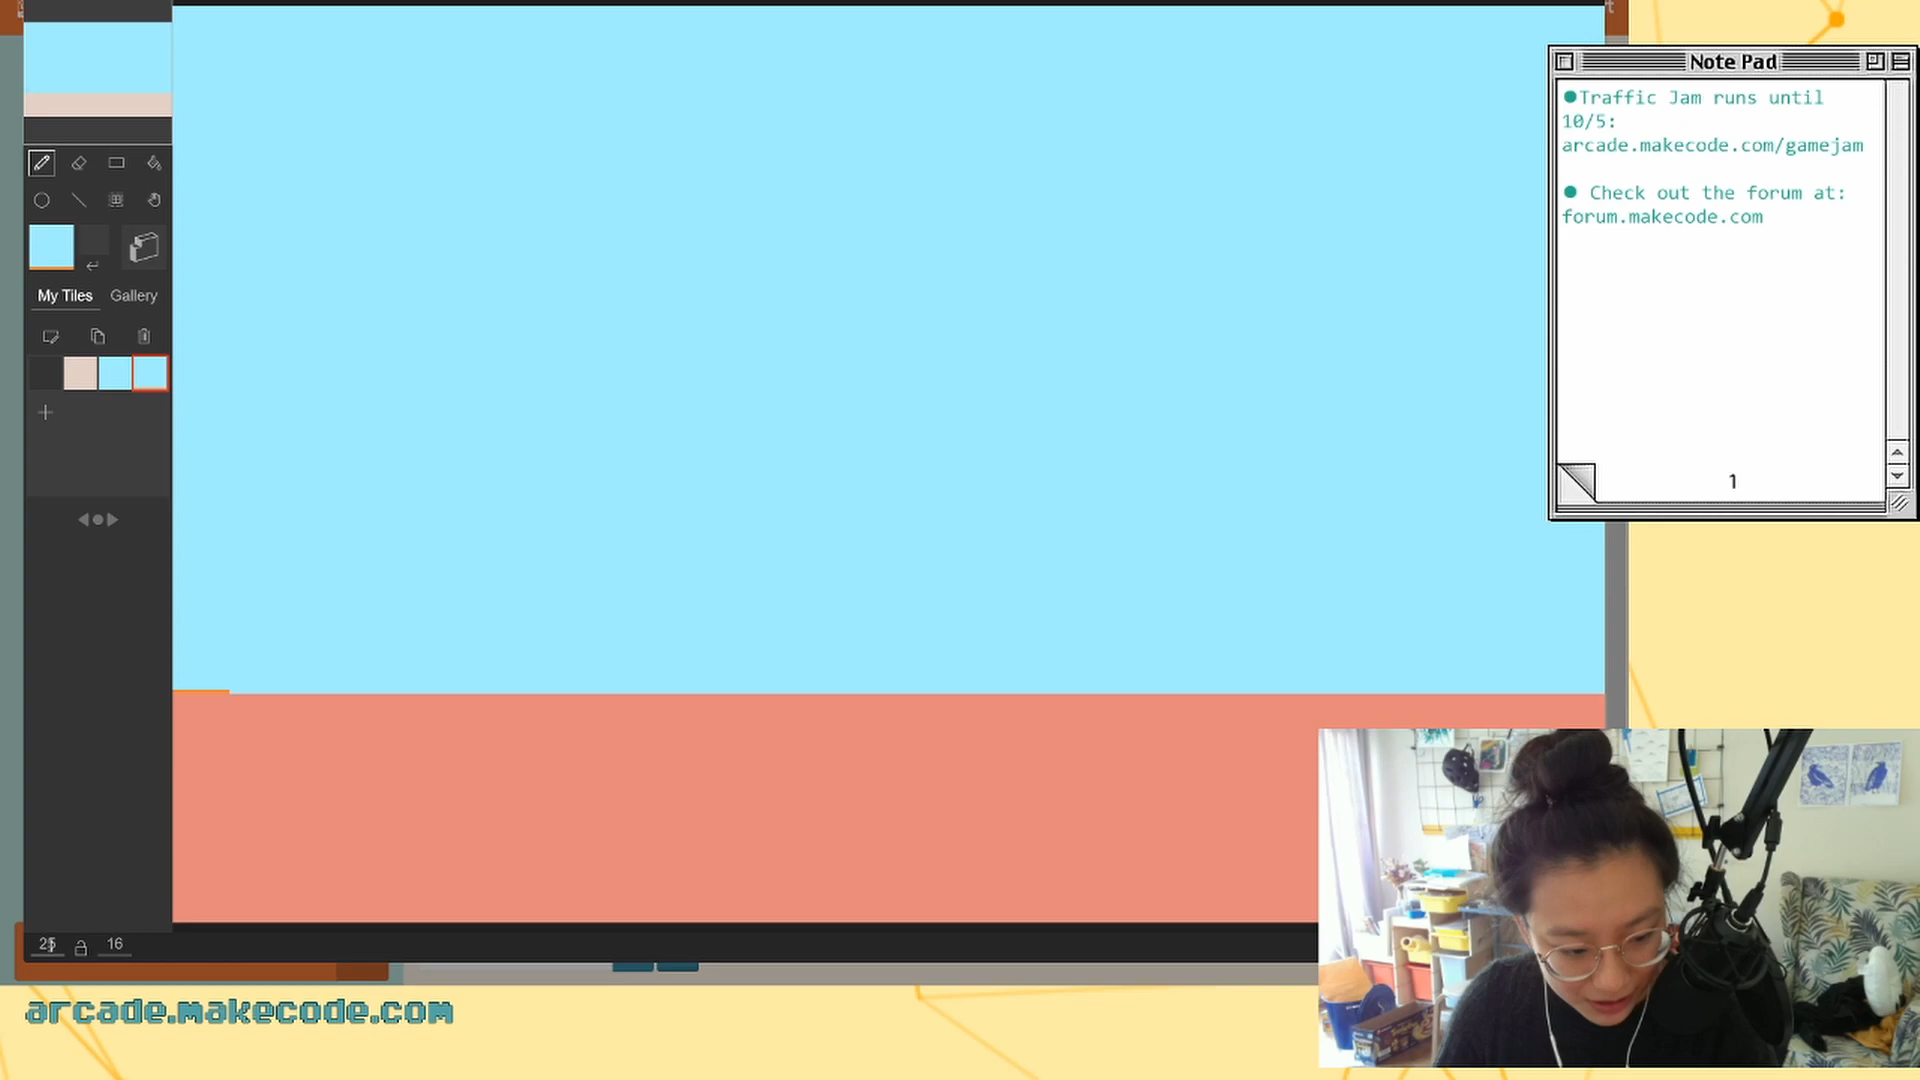 Note Pad
●Traffic Jam runs until
10/5:
arcade.makecode.com/gamejam
● Check out the forum at:
forum.makecode.com
1
My Tiles Gallery
25 16
arcade.makecode.com